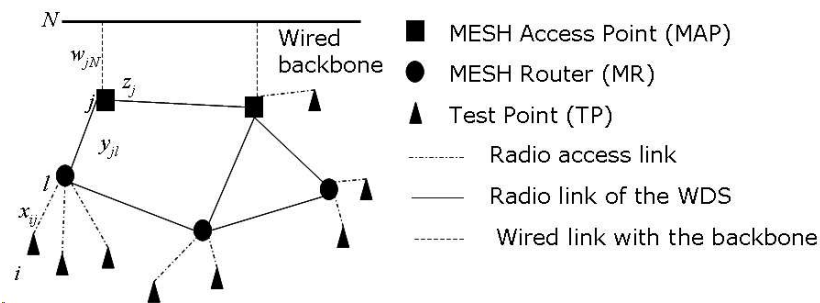 N
Wired
backbone
w_jN
z_j
j
y_jl
l
x_ij
i
MESH Access Point (MAP)
MESH Router (MR)
Test Point (TP)
Radio access link
Radio link of the WDS
Wired link with the backbone